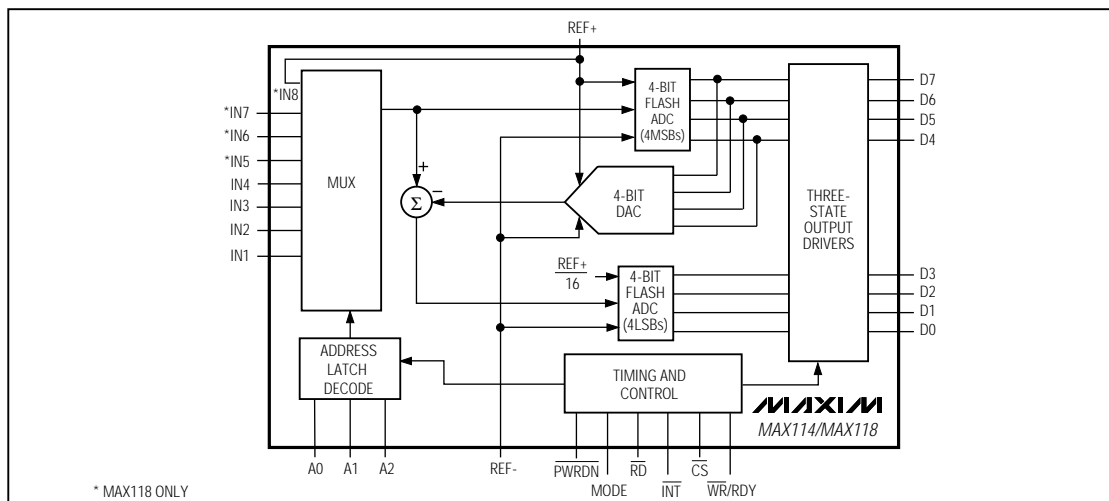 REF+
*IN8
*IN7
*IN6
*IN5
IN4
IN3
IN2
IN1
MUX
4-BIT
FLASH
ADC
(4MSBs)
D7
D6
D5
D4
+
−
Σ
4-BIT
DAC
THREE-
STATE
OUTPUT
DRIVERS
REF+
16
4-BIT
FLASH
ADC
(4LSBs)
D3
D2
D1
D0
ADDRESS
LATCH
DECODE
TIMING AND
CONTROL
MAXIM
MAX114/MAX118
A0 A1 A2 REF- PWRDN RD CS
MODE INT WR/RDY
* MAX118 ONLY